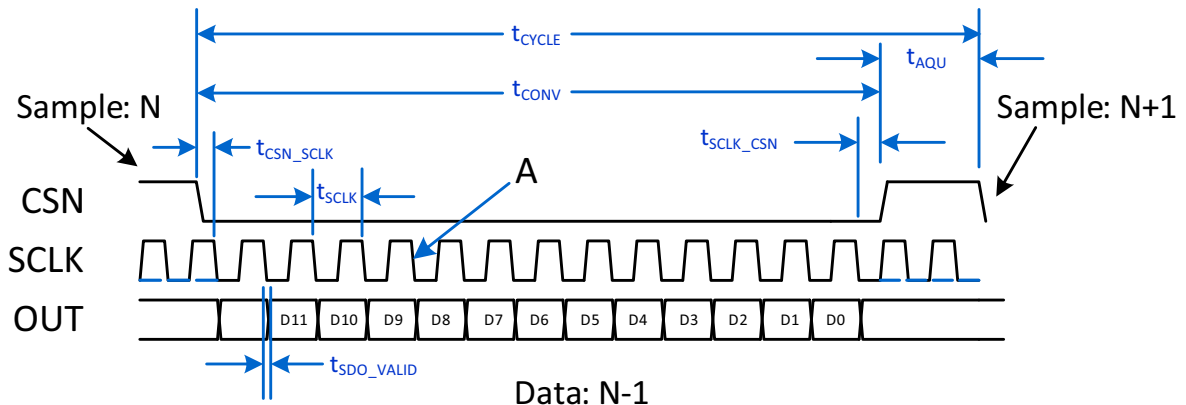 tCYCLE
tAQU
tCONV
Sample: N
Sample: N+1
tCSN_SCLK
tSCLK_CSN
tSCLK
A
CSN
SCLK
OUT
D11 D10 D9 D8 D7 D6 D5 D4 D3 D2 D1 D0
tSDO_VALID
Data: N-1